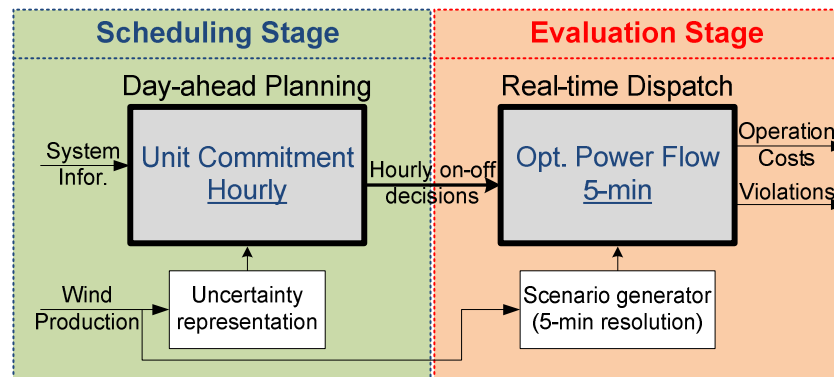 Scheduling Stage
Evaluation Stage
Day-ahead Planning
Real-time Dispatch
System
Infor.
Unit Commitment
Hourly
Hourly on-off
decisions
Opt. Power Flow
5-min
Operation
Costs
Violations
Wind
Production
Uncertainty
representation
Scenario generator
(5-min resolution)